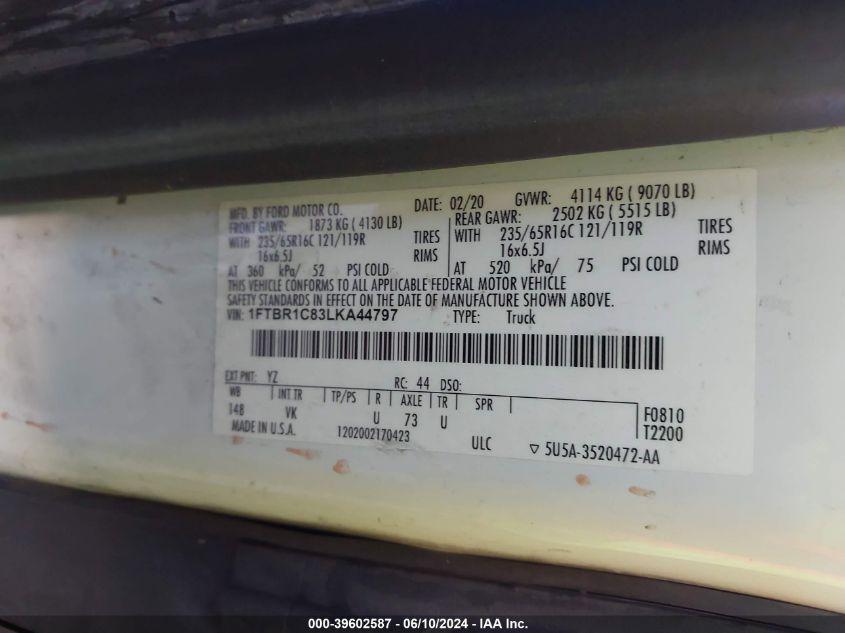 MFD. BY FORD MOTOR CO. DATE: 02/20 GVWR: 4114 KG ( 9070 LB)
FRONT GAWR: 1873 KG ( 4130 LB) REAR GAWR: 2502 KG ( 5515 LB)
WITH 235/65R16C 121/119R TIRES WITH 235/65R16C 121/119R TIRES
16x6.5J RIMS 16x6.5J RIMS
AT 360 kPa/ 52 PSI COLD AT 520 kPa/ 75 PSI COLD
THIS VEHICLE CONFORMS TO ALL APPLICABLE FEDERAL MOTOR VEHICLE
SAFETY STANDARDS IN EFFECT ON THE DATE OF MANUFACTURE SHOWN ABOVE.
VIN: 1FTBR1C83LKA44797 TYPE: Truck
EXT PNT: YZ RC: 44 DSO:
WB INT TR TP/PS R AXLE TR SPR F0810
148 VK U 73 U T2200
MADE IN U.S.A. 1202002170423 ULC ▽ 5U5A-3520472-AA
000-39602587 - 06/10/2024 - IAA Inc.